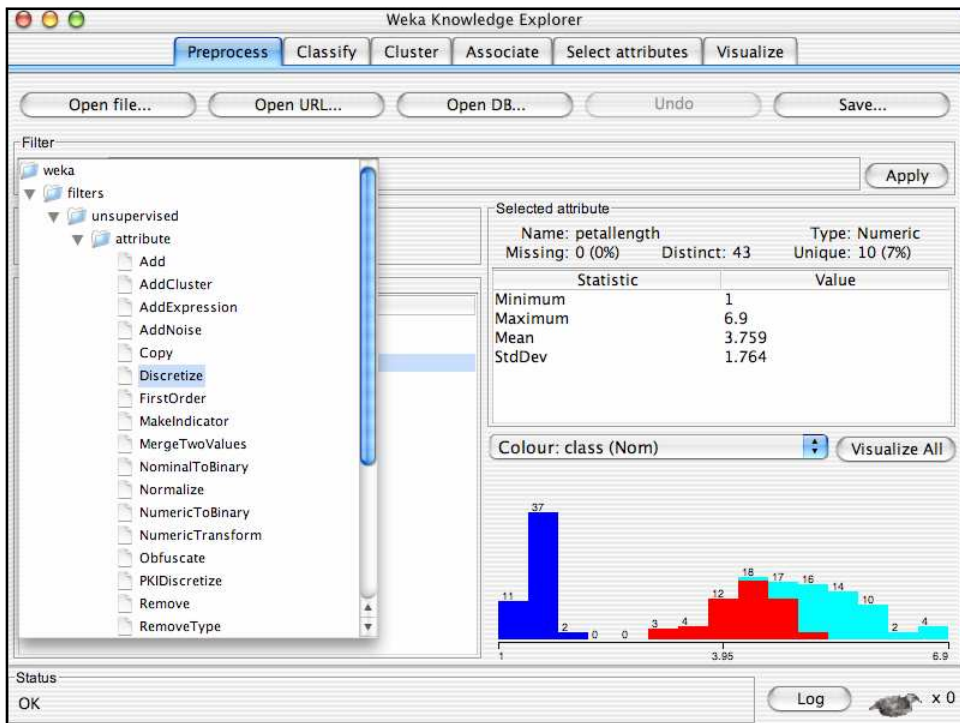 Weka Knowledge Explorer
Preprocess Classify Cluster Associate Select attributes Visualize
Open file... Open URL... Open DB... Undo Save...
Filter
weka
filters
unsupervised
attribute
Add
AddCluster
AddExpression
AddNoise
Copy
Discretize
FirstOrder
MakeIndicator
MergeTwoValues
NominalToBinary
Normalize
NumericToBinary
NumericTransform
Obfuscate
PKIDiscretize
Remove
RemoveType
Apply
Selected attribute
Name: petallength Type: Numeric
Missing: 0 (0%) Distinct: 43 Unique: 10 (7%)
Statistic Value
Minimum 1
Maximum 6.9
Mean 3.759
StdDev 1.764
Colour: class (Nom) Visualize All
11 37 2 0 0 3 4 12 18 17 16 14 10 2 4
1 3.95 6.9
Status
OK
Log x 0